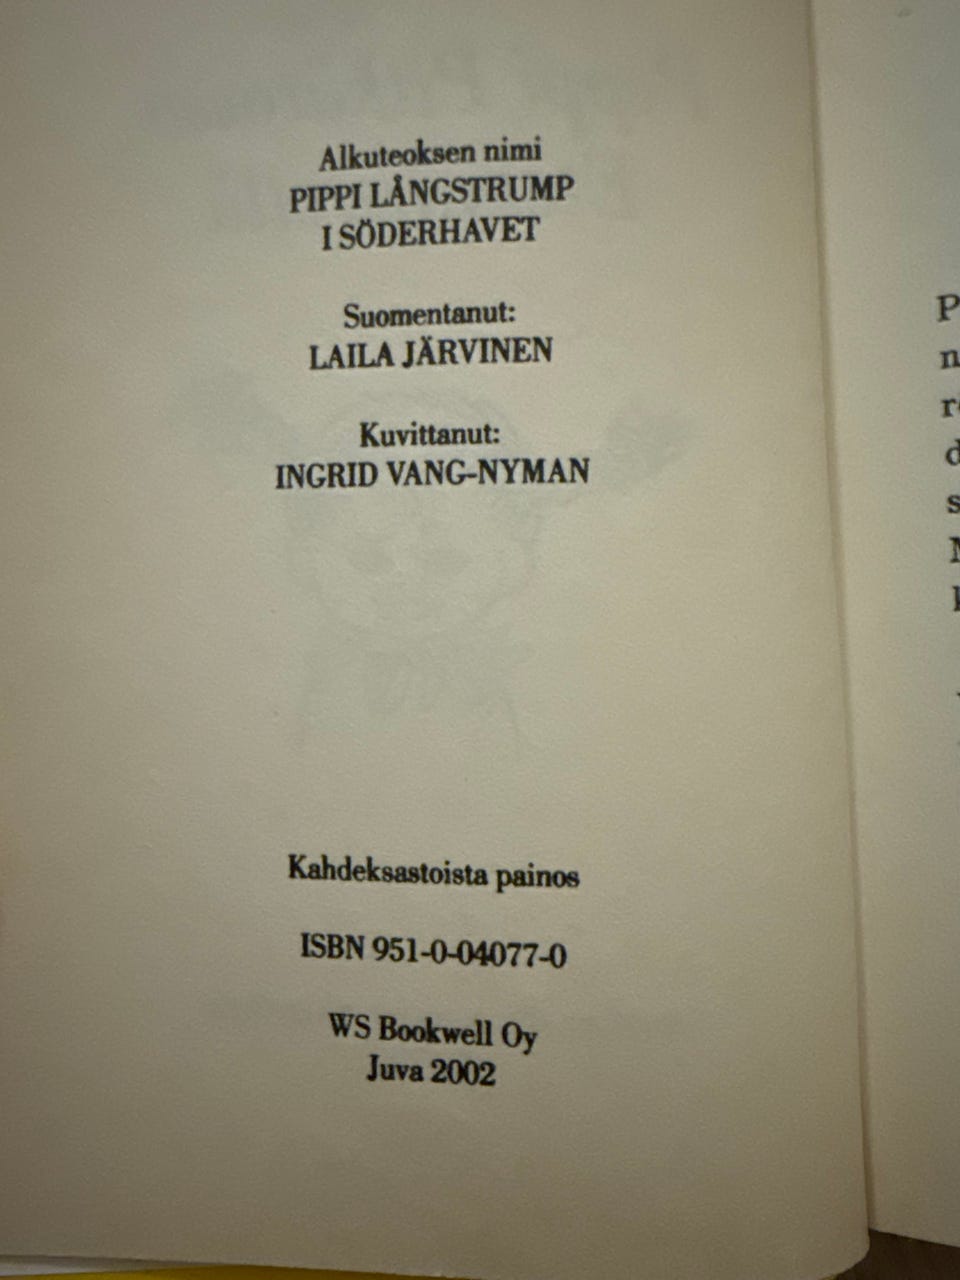 Alkuteoksen nimi
PIPPI LÅNGSTRUMP
I SÖDERHAVET
Suomentanut:
LAILA JÄRVINEN
Kuvittanut:
INGRID VANG-NYMAN
Kahdeksastoista painos
ISBN 951-0-04077-0
WS Bookwell Oy
Juva 2002